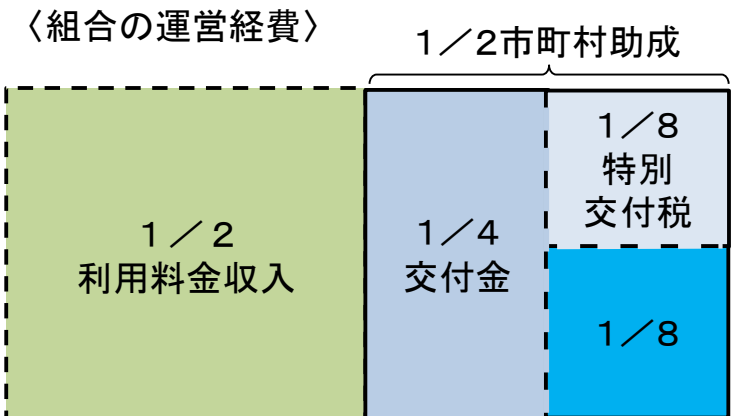 〈組合の運営経費〉
1/2市町村助成
1/2
利用料金収入
1/4
交付金
1/8
特別
交付税
1/8